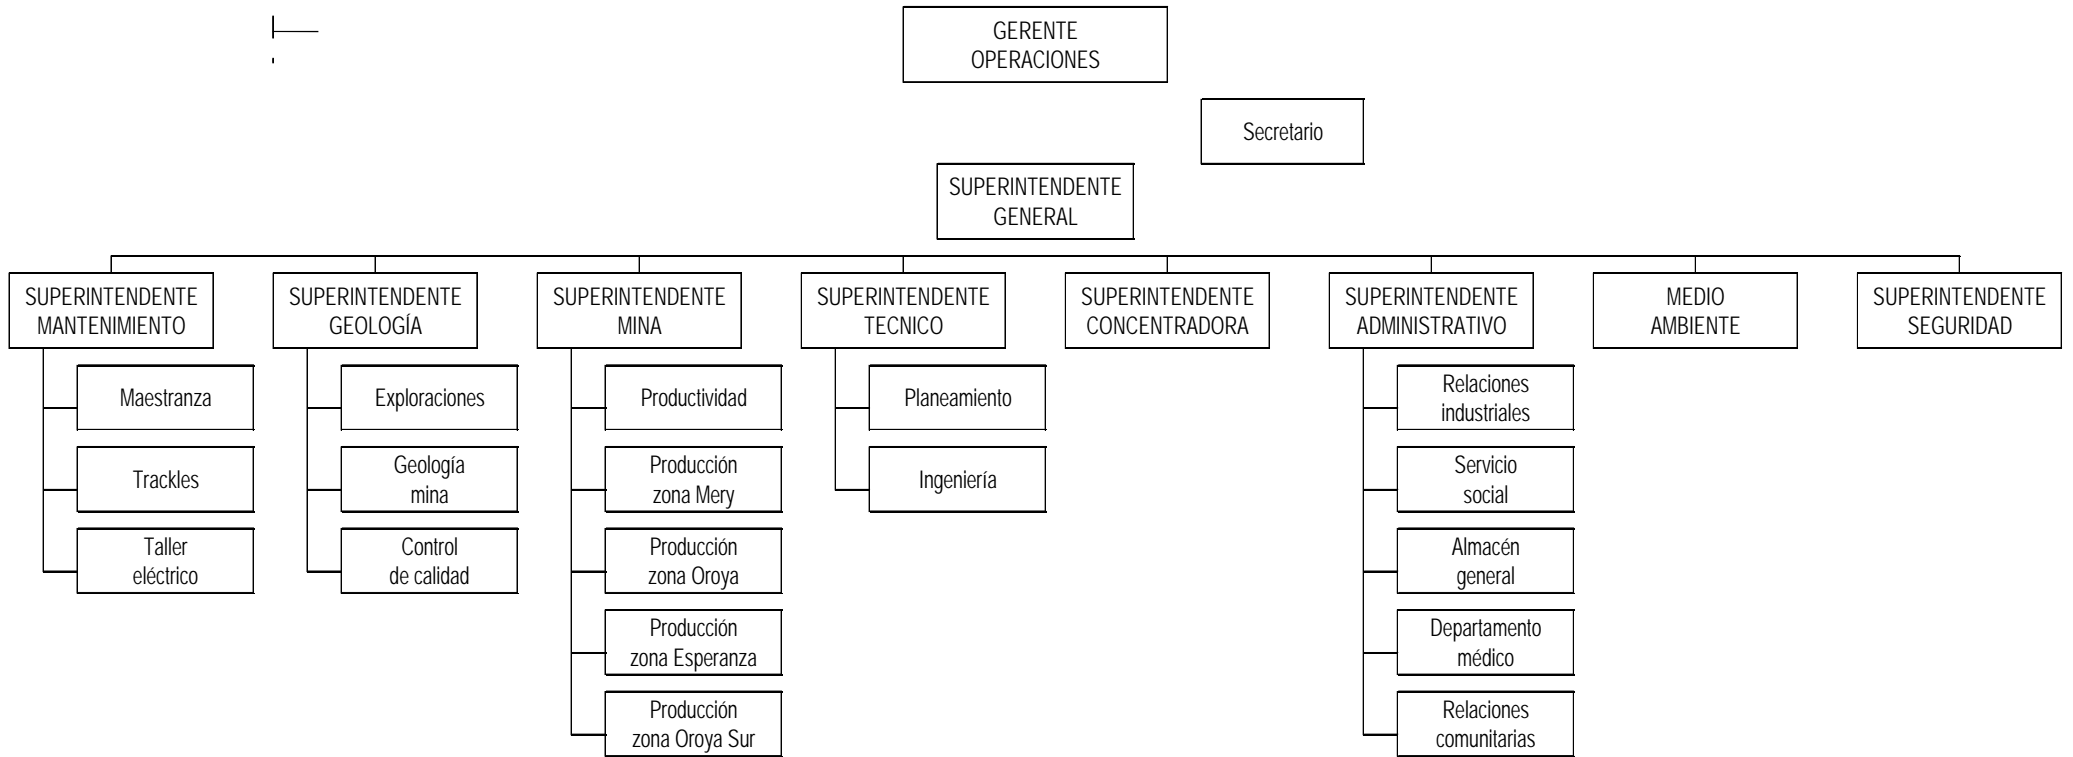 GERENTE
OPERACIONES
Secretario
SUPERINTENDENTE
GENERAL
SUPERINTENDENTE
MANTENIMIENTO
SUPERINTENDENTE
GEOLOGÍA
SUPERINTENDENTE
MINA
SUPERINTENDENTE
TECNICO
SUPERINTENDENTE
CONCENTRADORA
SUPERINTENDENTE
ADMINISTRATIVO
MEDIO
AMBIENTE
SUPERINTENDENTE
SEGURIDAD
Maestranza
Trackles
Taller
eléctrico
Exploraciones
Geología
mina
Control
de calidad
Productividad
Producción
zona Mery
Producción
zona Oroya
Producción
zona Esperanza
Producción
zona Oroya Sur
Planeamiento
Ingeniería
Relaciones
industriales
Servicio
social
Almacén
general
Departamento
médico
Relaciones
comunitarias